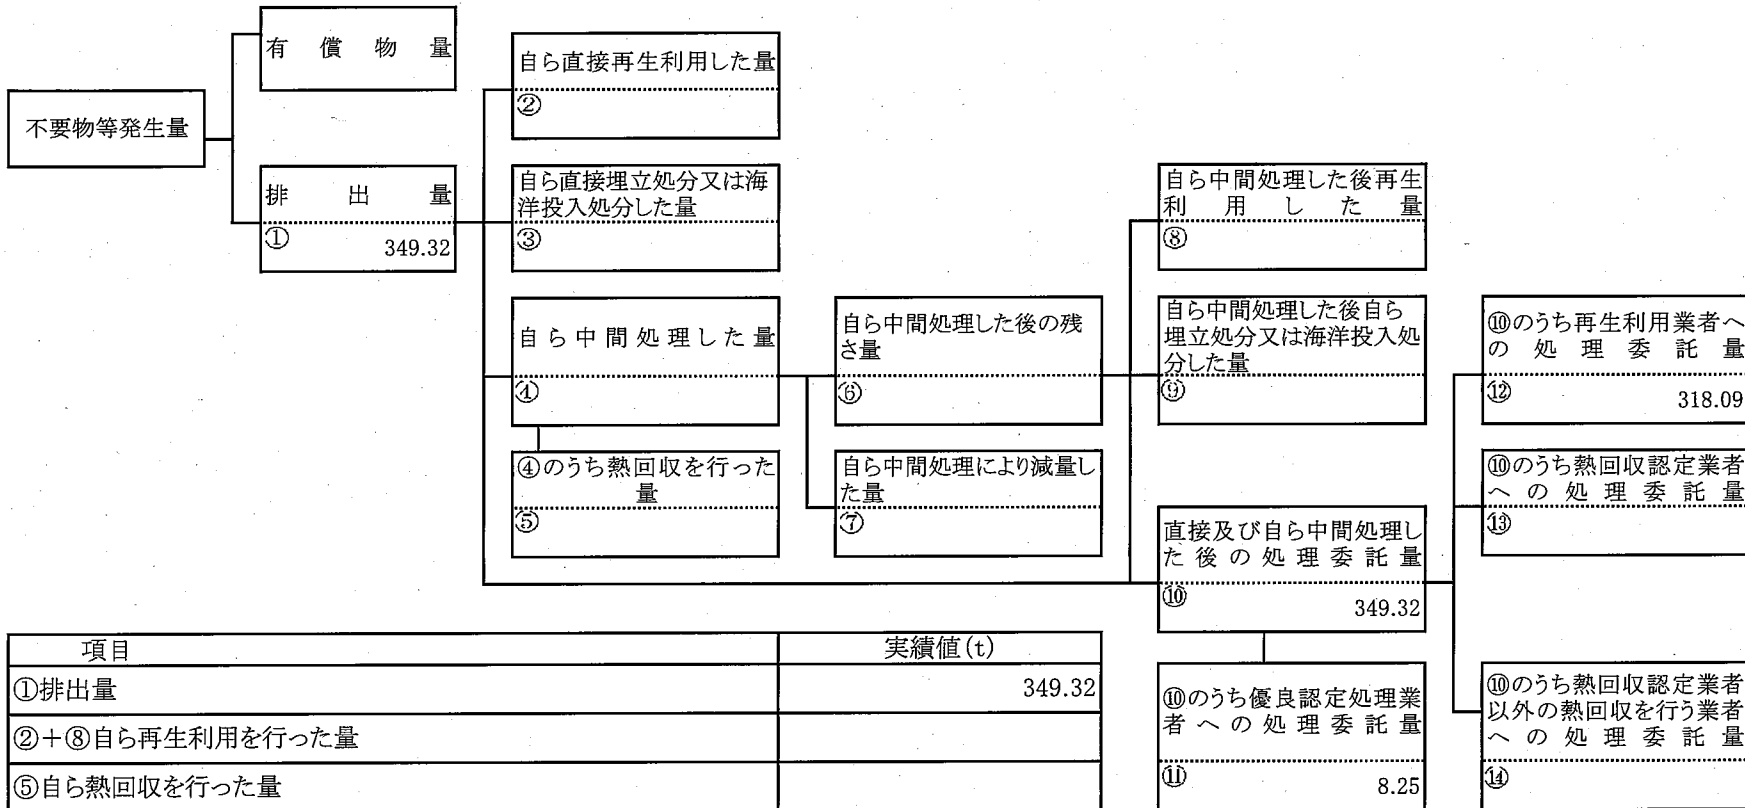 有償物量
不要物等発生量
排出量
①
349.32
自ら直接再生利用した量
②
自ら直接埋立処分又は海
洋投入処分した量
③
自ら中間処理した量
④
④のうち熱回収を行った
量
⑤
自ら中間処理した後の残
さ量
⑥
自ら中間処理により減量し
た量
⑦
自ら中間処理した後再生
利用した量
⑧
自ら中間処理した後自ら
埋立処分又は海洋投入処
分した量
⑨
直接及び自ら中間処理し
た後の処理委託量
⑩
349.32
⑩のうち優良認定処理業
者への処理委託量
⑪
8.25
⑩のうち再生利用業者へ
の処理委託量
⑫
318.09
⑩のうち熱回収認定業者
への処理委託量
⑬
⑩のうち熱回収認定業者
以外の熱回収を行う業者
への処理委託量
⑭
項目 実績値(t)
①排出量 349.32
②＋⑧自ら再生利用を行った量
⑤自ら熱回収を行った量